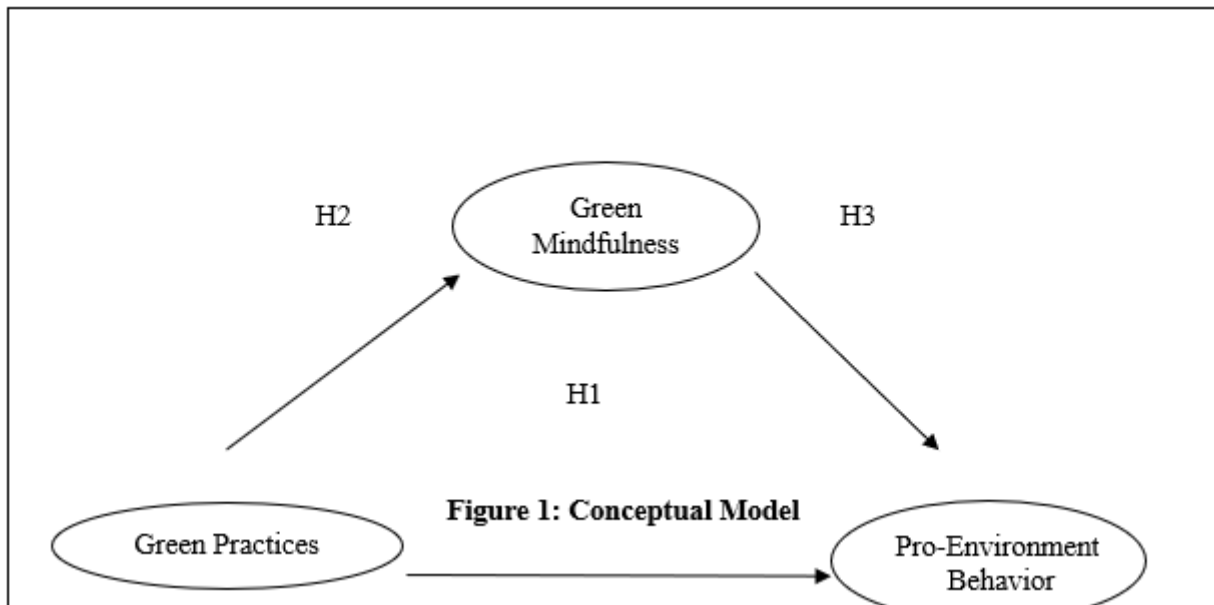 Green
Mindfulness
H2
H3
H1
Figure 1: Conceptual Model
Green Practices
Pro-Environment
Behavior